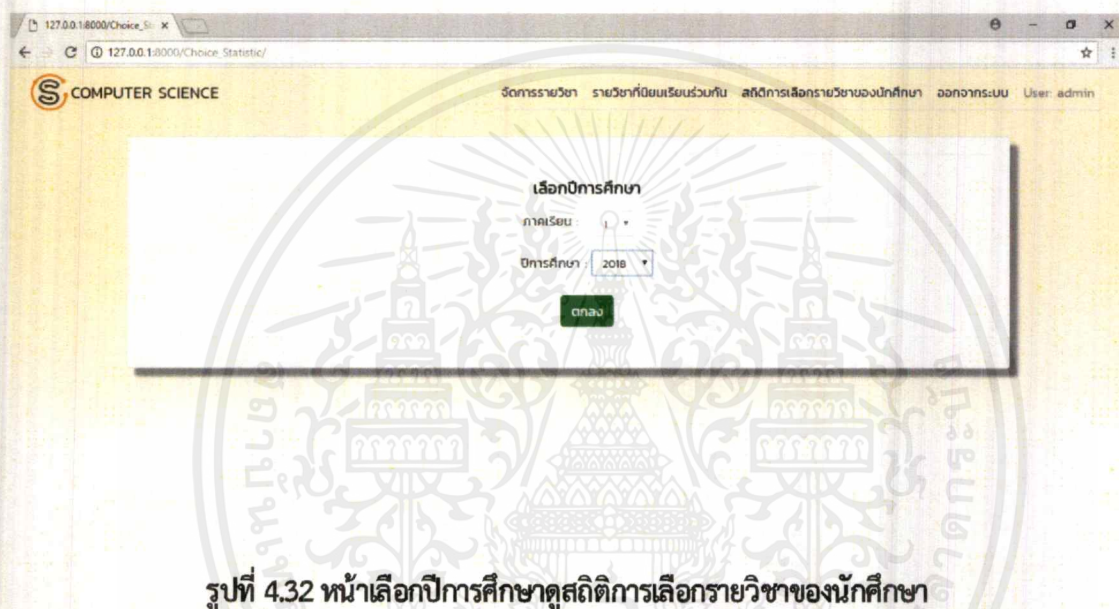 127.0.0.1:8000/Choice_St
127.0.0.1:8000/Choice_Statistic/
COMPUTER SCIENCE
จัดการรายวิชา รายวิชาที่นิยมเรียนร่วมกัน สถิติการเลือกรายวิชาของนักศึกษา ออกจากระบบ User: admin
เลือกปีการศึกษา
ภาคเรียน : 1
ปีการศึกษา : 2018
ตกลง
รูปที่ 4.32 หน้าเลือกปีการศึกษาดูสถิติการเลือกรายวิชาของนักศึกษา